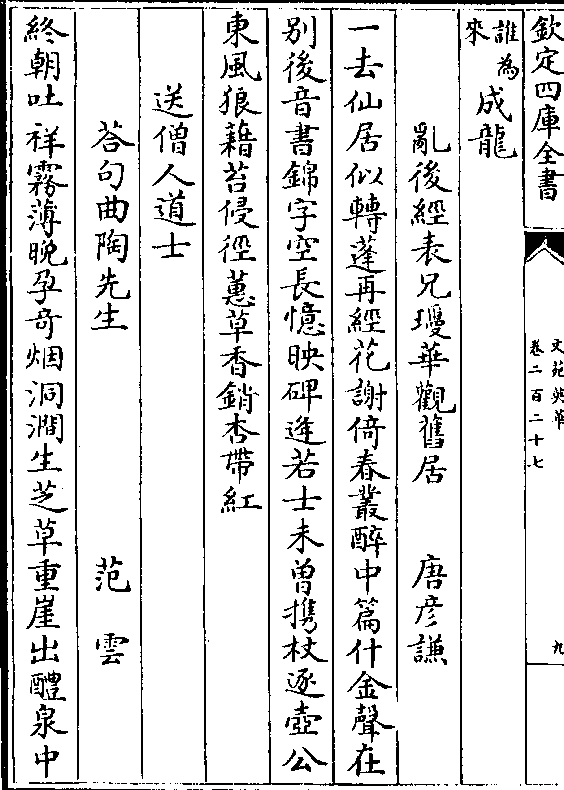 欽定四庫全書
文苑英華
卷二百二十七
九
誰為
來
成龍
亂後經表兄瓊華觀舊居 唐彦謙
一去仙居似轉蓬再經花謝倚春叢醉中篇什金聲在
别後音書錦字空長憶映碑逢若士未曾携杖逐壺公
東風狼藉苔侵徑蕙草香銷杏帶紅
送僧人道士
荅句曲陶先生 范雲
終朝吐祥霧薄晚孕竒烟洞澗生芝草重崖出醴泉中